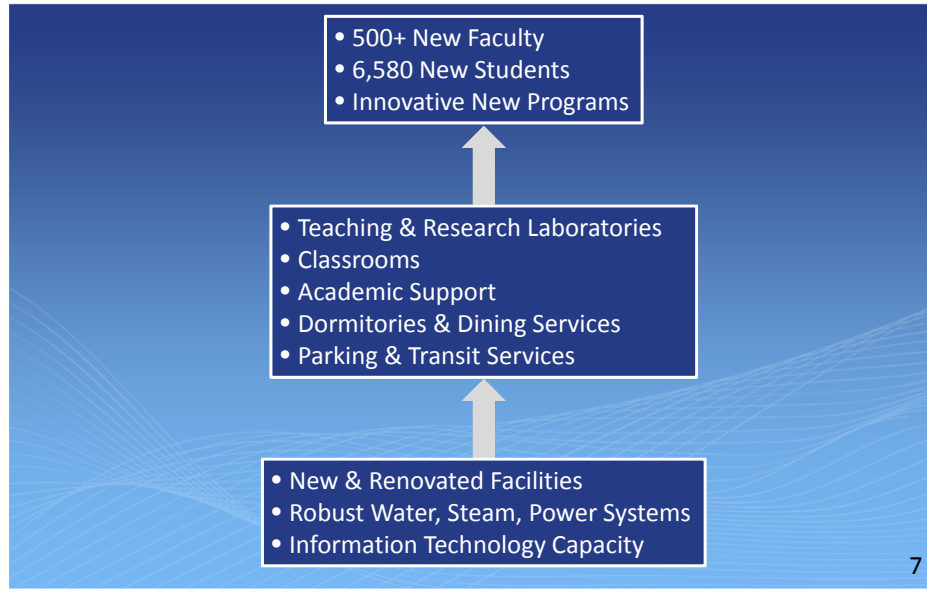 • 500+ New Faculty
• 6,580 New Students
• Innovative New Programs
• Teaching & Research Laboratories
• Classrooms
• Academic Support
• Dormitories & Dining Services
• Parking & Transit Services
• New & Renovated Facilities
• Robust Water, Steam, Power Systems
• Information Technology Capacity
7